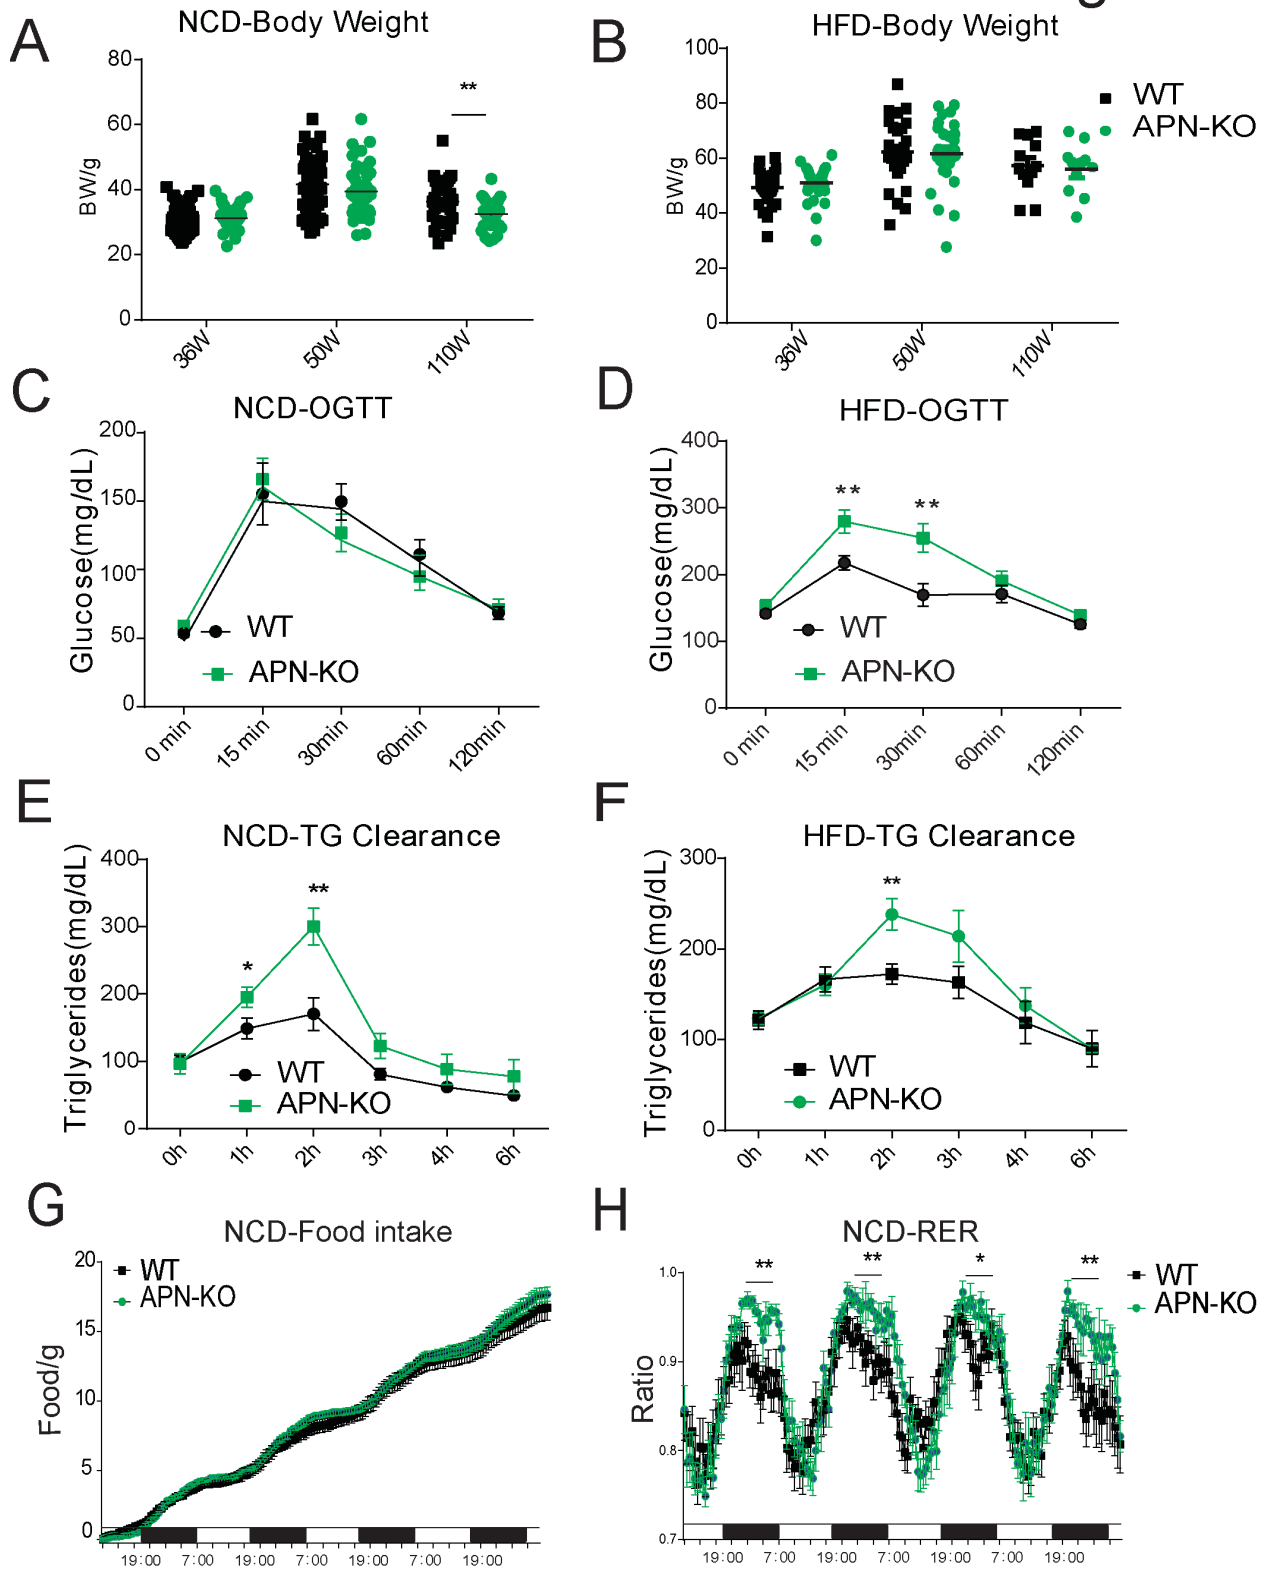 A
NCD-Body Weight
80
60
40
20
0
BW/g
**
36W
50W
110W
B
HFD-Body Weight
100
80
60
40
20
0
BW/g
36W
50W
110W
WT
APN-KO
C
NCD-OGTT
200
150
100
50
0
Glucose(mg/dL)
WT
APN-KO
0 min
15 min
30min
60min
120min
D
HFD-OGTT
400
300
200
100
0
Glucose(mg/dL)
**
**
WT
APN-KO
0 min
15 min
30min
60min
120min
E
NCD-TG Clearance
400
300
200
100
0
Triglycerides(mg/dL)
*
**
WT
APN-KO
0h
1h
2h
3h
4h
6h
F
HFD-TG Clearance
300
200
100
0
Triglycerides(mg/dL)
**
WT
APN-KO
0h
1h
2h
3h
4h
6h
G
NCD-Food intake
20
15
10
5
0
Food/g
WT
APN-KO
19:00
7:00
19:00
7:00
19:00
7:00
19:00
H
NCD-RER
1.0
0.9
0.8
0.7
Ratio
**
**
*
**
WT
APN-KO
19:00
7:00
19:00
7:00
19:00
7:00
19:00